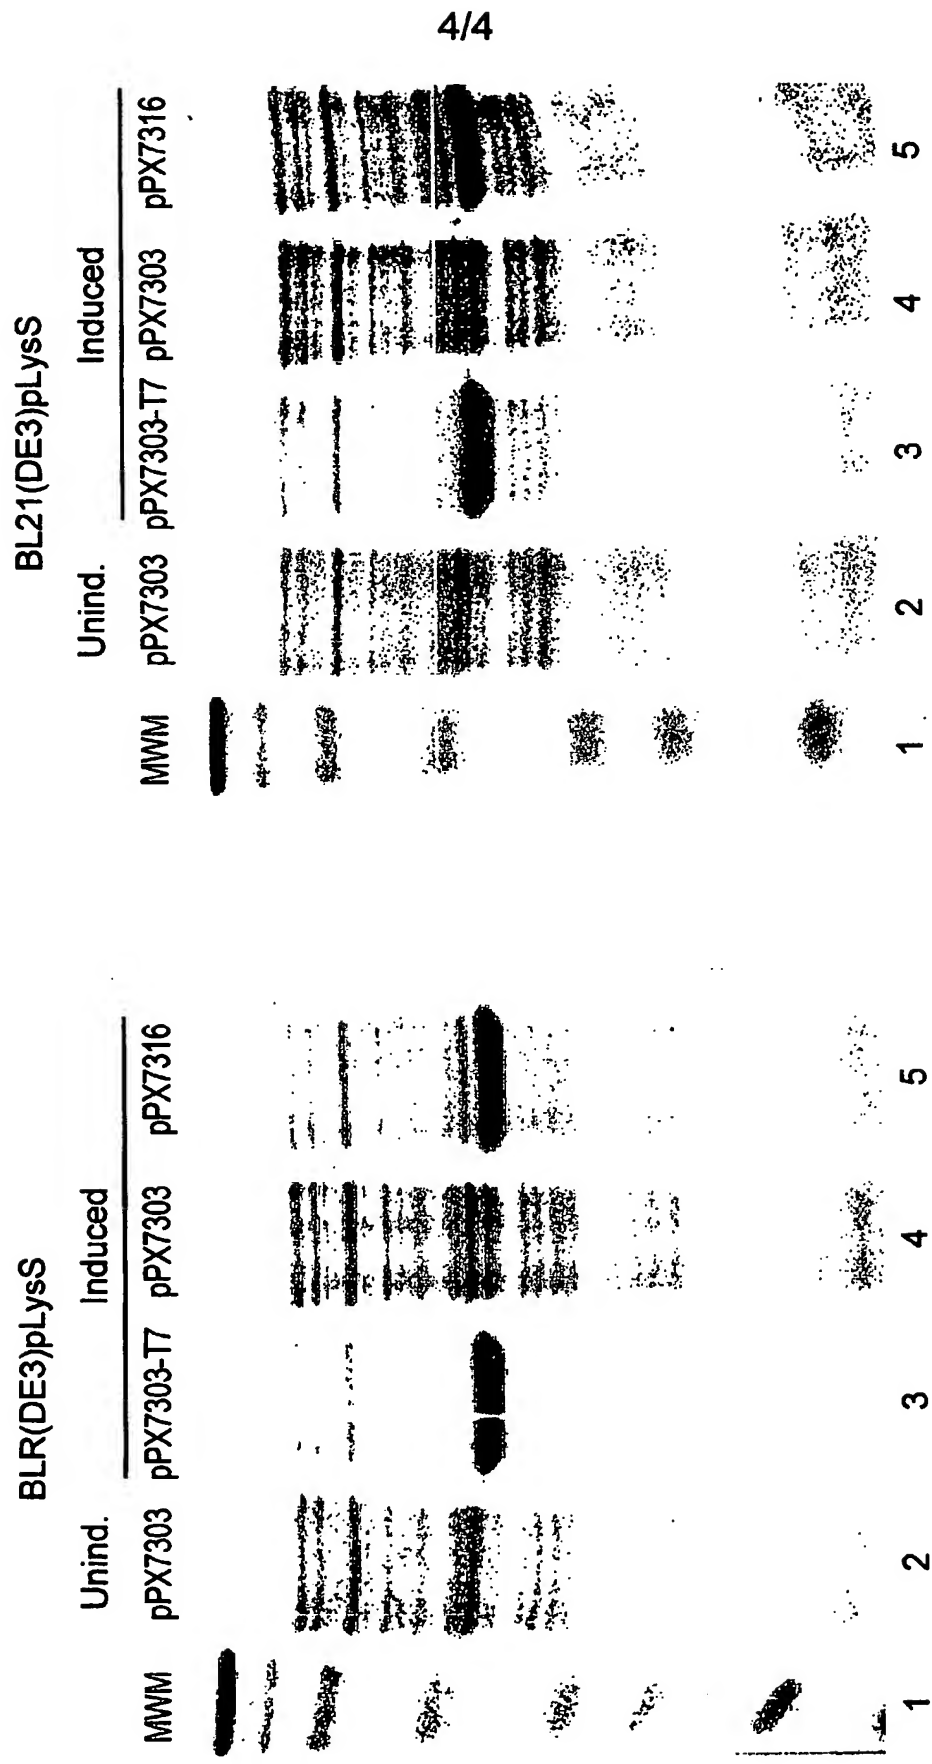 4/4
BLR(DE3)pLysS
Unind. Induced
MWM pPX7303 pPX7303-T7 pPX7303 pPX7316
1 2 3 4 5
BL21(DE3)pLysS
Unind. Induced
MWM pPX7303 pPX7303-T7 pPX7303 pPX7316
1 2 3 4 5